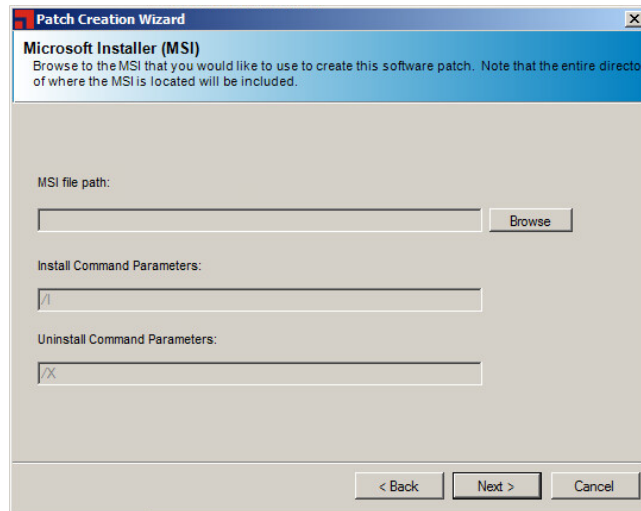 Patch Creation Wizard
Microsoft Installer (MSI)
Browse to the MSI that you would like to use to create this software patch. Note that the entire directo
of where the MSI is located will be included.
MSI file path:
Browse
Install Command Parameters:
/I
Uninstall Command Parameters:
/X
< Back Next > Cancel